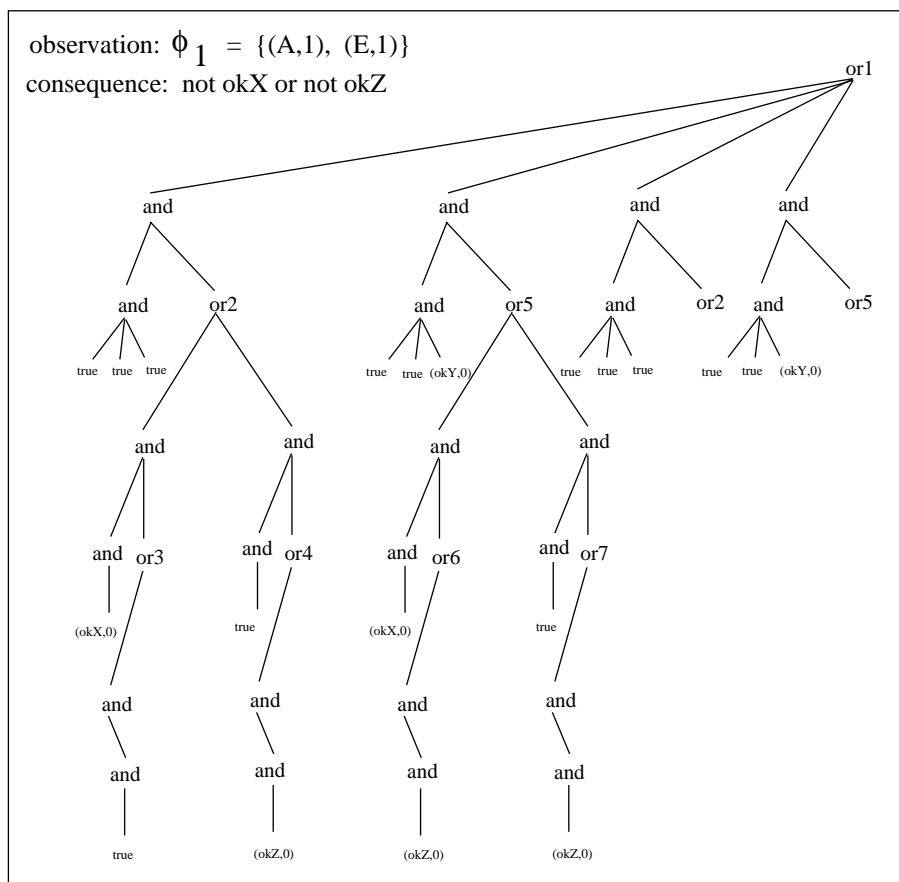 observation: ϕ1 = {(A,1), (E,1)}
consequence: not okX or not okZ
or1
and and and and
and or2 and or5 and or2 and or5
true true true true true (okY,0) true true true true true (okY,0)
and and and and
and or3 and or4 and or6 and or7
(okX,0) true (okX,0) true
and and and and
and and and and
true (okZ,0) (okZ,0) (okZ,0)